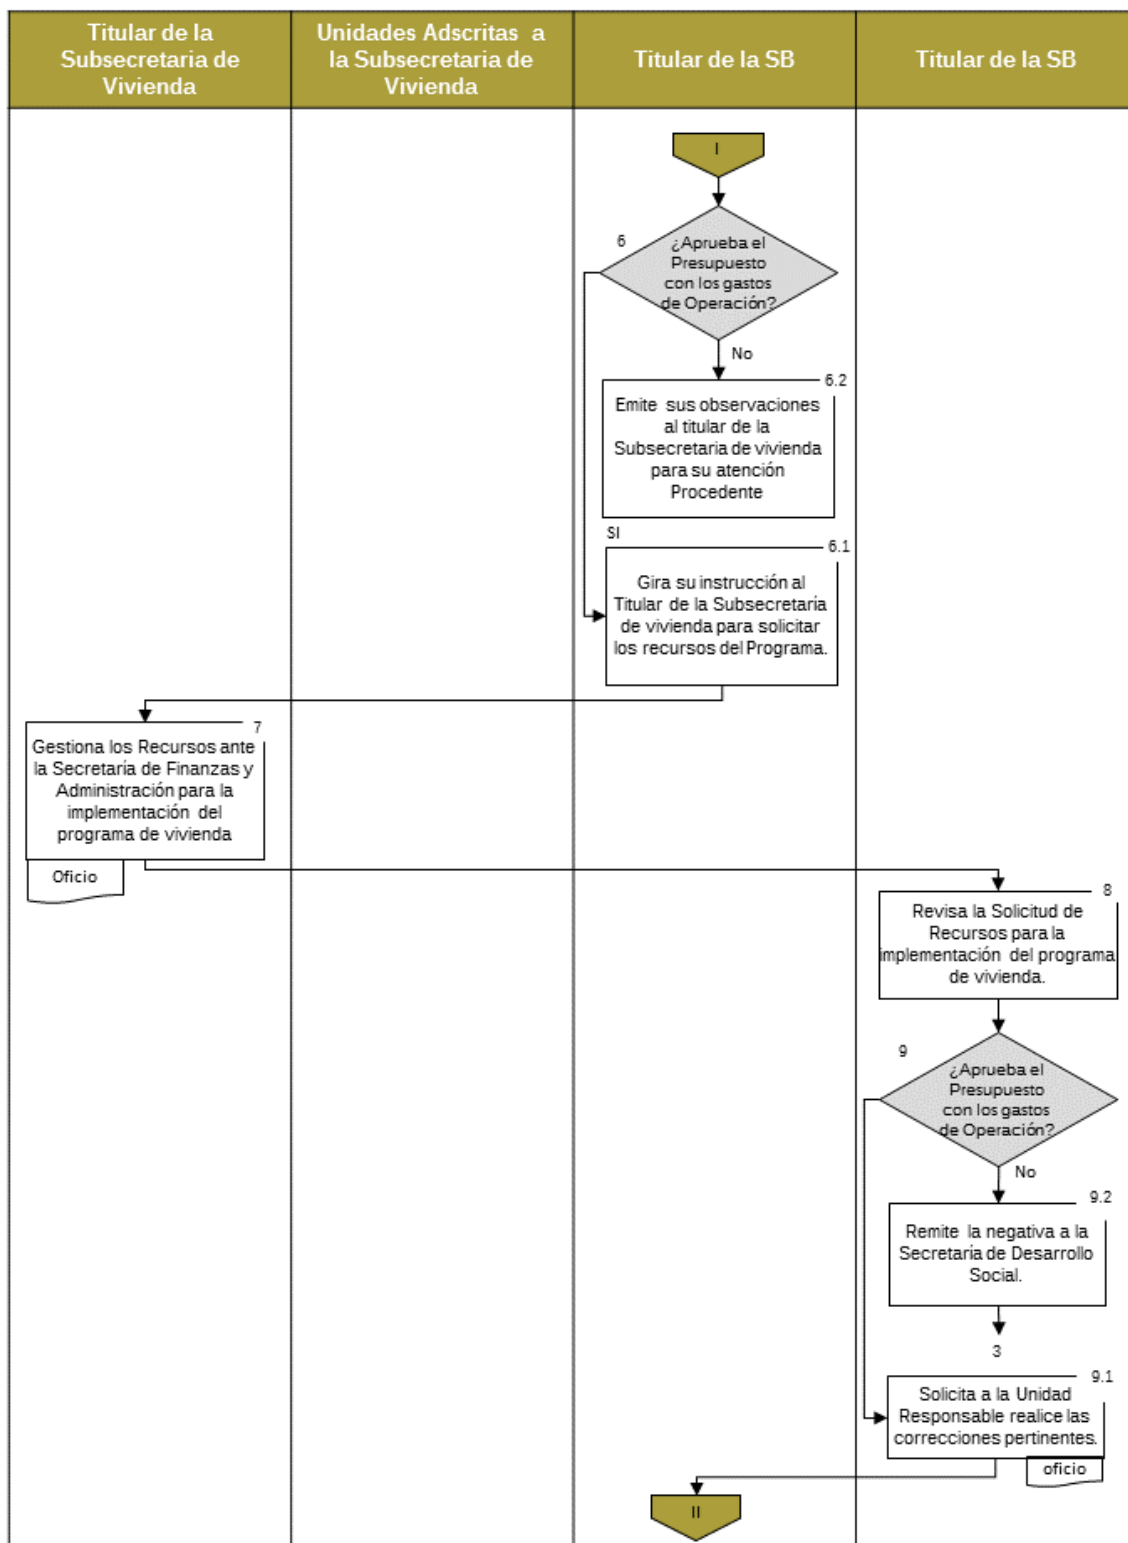 Titular de la
Subsecretaria de
Vivienda
Unidades Adscritas a
la Subsecretaria de
Vivienda
Titular de la SB
Titular de la SB
I
6
¿Aprueba el
Presupuesto
con los gastos
de Operación?
No
6.2
Emite sus observaciones
al titular de la
Subsecretaria de vivienda
para su atención
Procedente
SI
6.1
Gira su instrucción al
Titular de la Subsecretaría
de vivienda para solicitar
los recursos del Programa.
7
Gestiona los Recursos ante
la Secretaría de Finanzas y
Administración para la
implementación del
programa de vivienda
Oficio
8
Revisa la Solicitud de
Recursos para la
implementación del programa
de vivienda.
9
¿Aprueba el
Presupuesto
con los gastos
de Operación?
No
9.2
Remite la negativa a la
Secretaría de Desarrollo
Social.
3
9.1
Solicita a la Unidad
Responsable realice las
correcciones pertinentes.
oficio
II